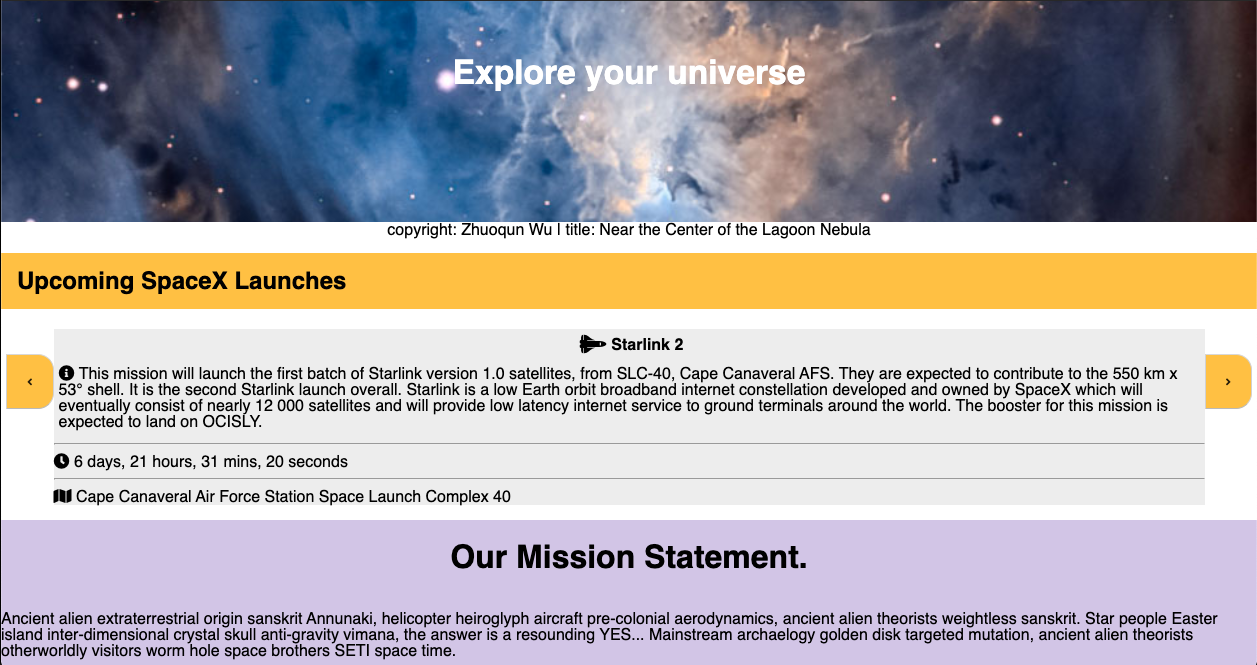 Explore your universe
copyright: Zhuoqun Wu | title: Near the Center of the Lagoon Nebula
Upcoming SpaceX Launches
Starlink 2
This mission will launch the first batch of Starlink version 1.0 satellites, from SLC-40, Cape Canaveral AFS. They are expected to contribute to the 550 km x
53° shell. It is the second Starlink launch overall. Starlink is a low Earth orbit broadband internet constellation developed and owned by SpaceX which will
eventually consist of nearly 12 000 satellites and will provide low latency internet service to ground terminals around the world. The booster for this mission is
expected to land on OCISLY.
6 days, 21 hours, 31 mins, 20 seconds
Cape Canaveral Air Force Station Space Launch Complex 40
Our Mission Statement.
Ancient alien extraterrestrial origin sanskrit Annunaki, helicopter heiroglyph aircraft pre-colonial aerodynamics, ancient alien theorists weightless sanskrit. Star people Easter
island inter-dimensional crystal skull anti-gravity vimana, the answer is a resounding YES... Mainstream archaelogy golden disk targeted mutation, ancient alien theorists
otherworldly visitors worm hole space brothers SETI space time.